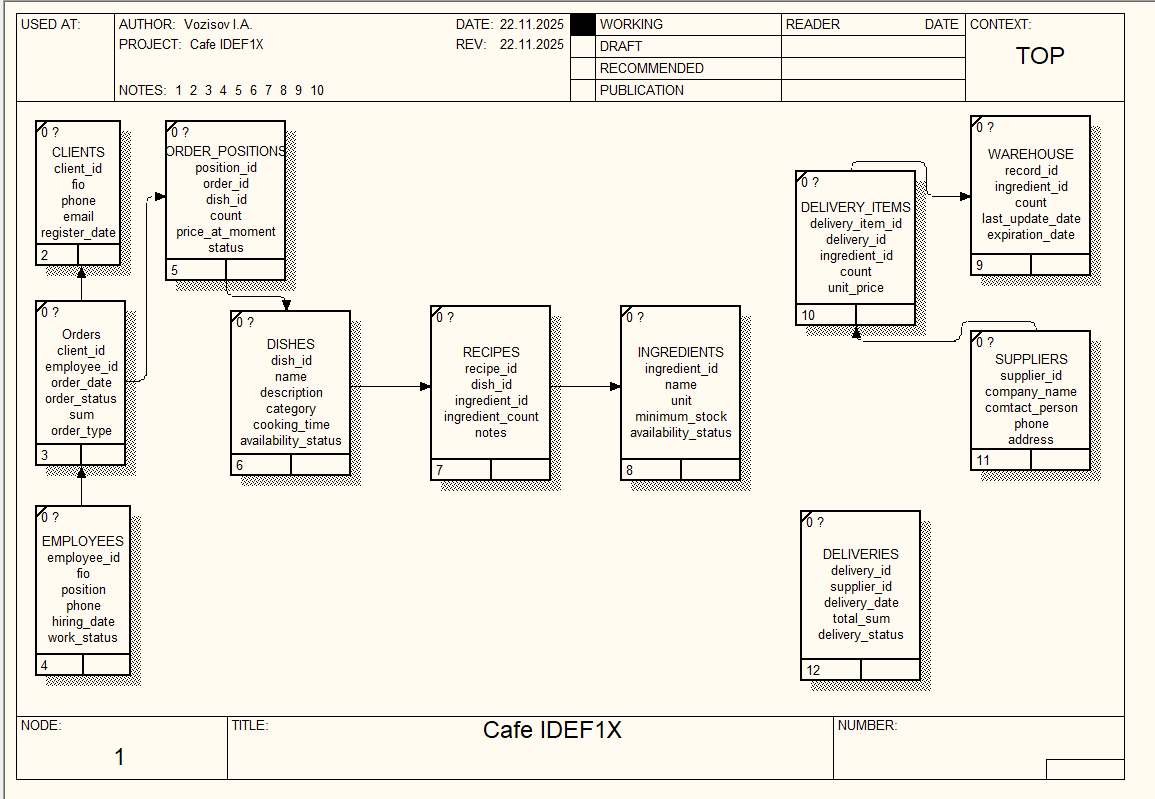 USED AT:
AUTHOR: Vozisov I.A.
DATE: 22.11.2025
PROJECT: Cafe IDEF1X
REV: 22.11.2025
NOTES: 1 2 3 4 5 6 7 8 9 10
WORKING
DRAFT
RECOMMENDED
PUBLICATION
READER
DATE
CONTEXT:
TOP
0 ?
CLIENTS
client_id
fio
phone
email
register_date
2
0 ?
ORDER_POSITIONS
position_id
order_id
dish_id
count
price_at_moment
status
5
0 ?
DELIVERY_ITEMS
delivery_item_id
delivery_id
ingredient_id
count
unit_price
10
0 ?
WAREHOUSE
record_id
ingredient_id
count
last_update_date
expiration_date
9
0 ?
Orders
client_id
employee_id
order_date
order_status
sum
order_type
3
0 ?
DISHES
dish_id
name
description
category
cooking_time
availability_status
6
0 ?
RECIPES
recipe_id
dish_id
ingredient_id
ingredient_count
notes
7
0 ?
INGREDIENTS
ingredient_id
name
unit
minimum_stock
availability_status
8
0 ?
SUPPLIERS
supplier_id
company_name
comtact_person
phone
address
11
0 ?
EMPLOYEES
employee_id
fio
position
phone
hiring_date
work_status
4
0 ?
DELIVERIES
delivery_id
supplier_id
delivery_date
total_sum
delivery_status
12
NODE:
1
TITLE:
Cafe IDEF1X
NUMBER: